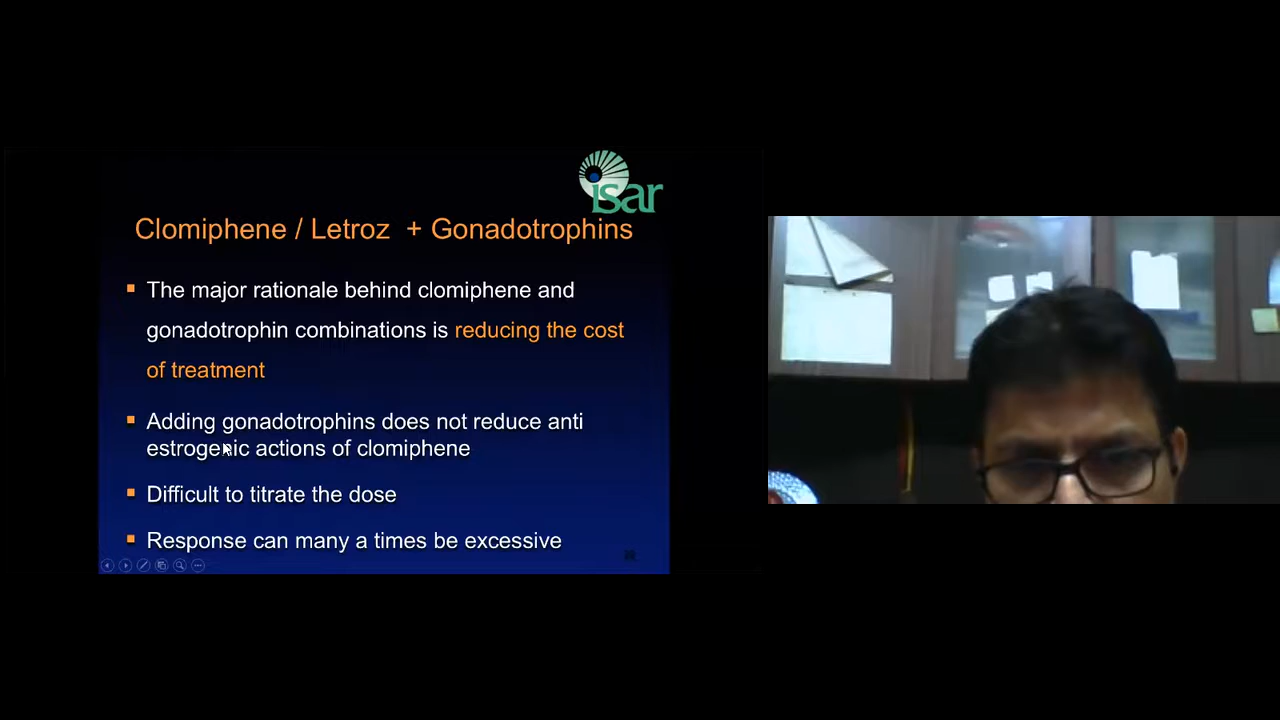 isar
Clomiphene / Letroz + Gonadotrophins
The major rationale behind clomiphene and
gonadotrophin combinations is reducing the cost
of treatment
Adding gonadotrophins does not reduce anti
estrogenic actions of clomiphene
Difficult to titrate the dose
Response can many a times be excessive